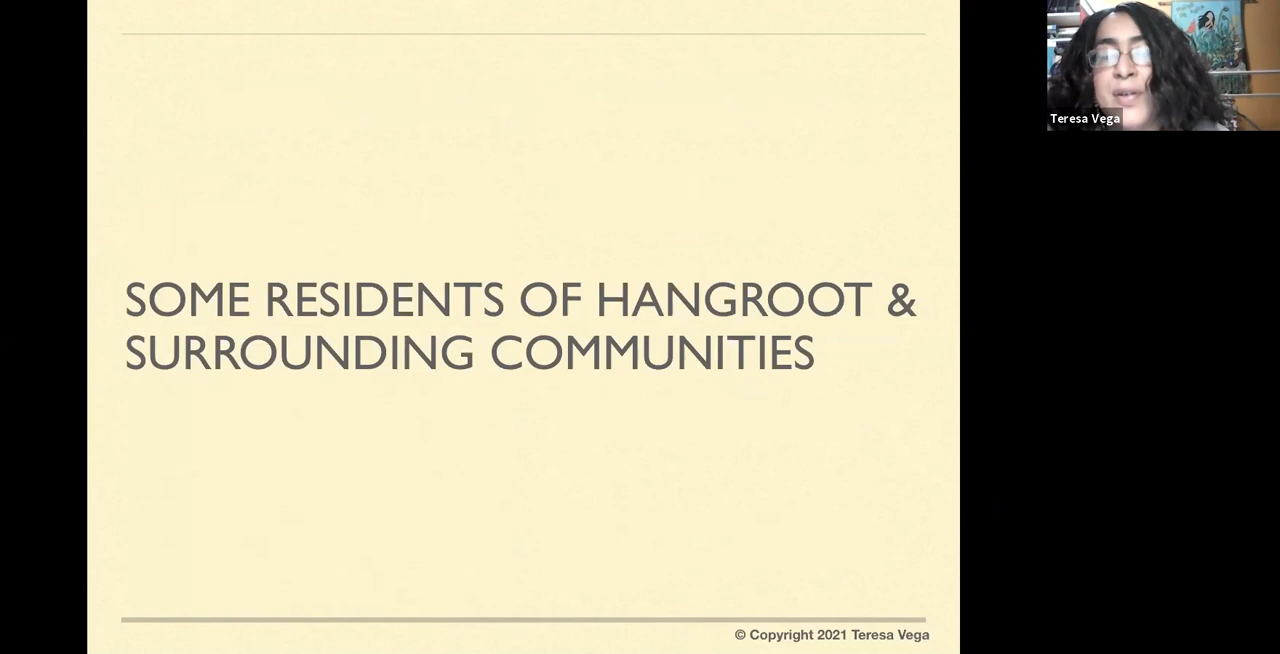 SOME RESIDENTS OF HANGROOT &
SURROUNDING COMMUNITIES
© Copyright 2021 Teresa Vega
Teresa Vega